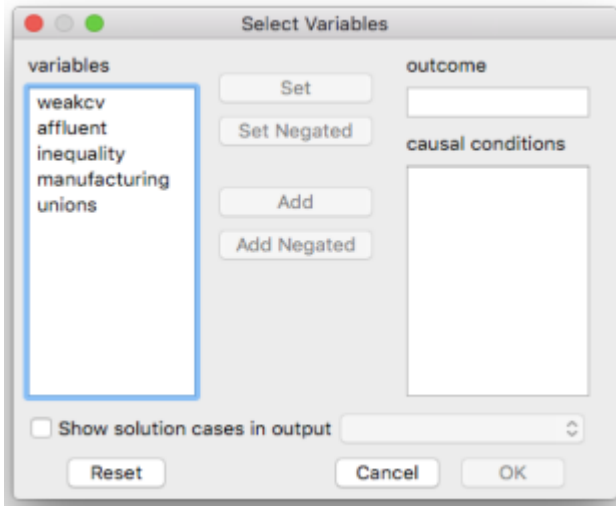 Select Variables
variables
weakcv
affluent
inequality
manufacturing
unions
Set
Set Negated
Add
Add Negated
outcome
causal conditions
Show solution cases in output
Reset
Cancel
OK